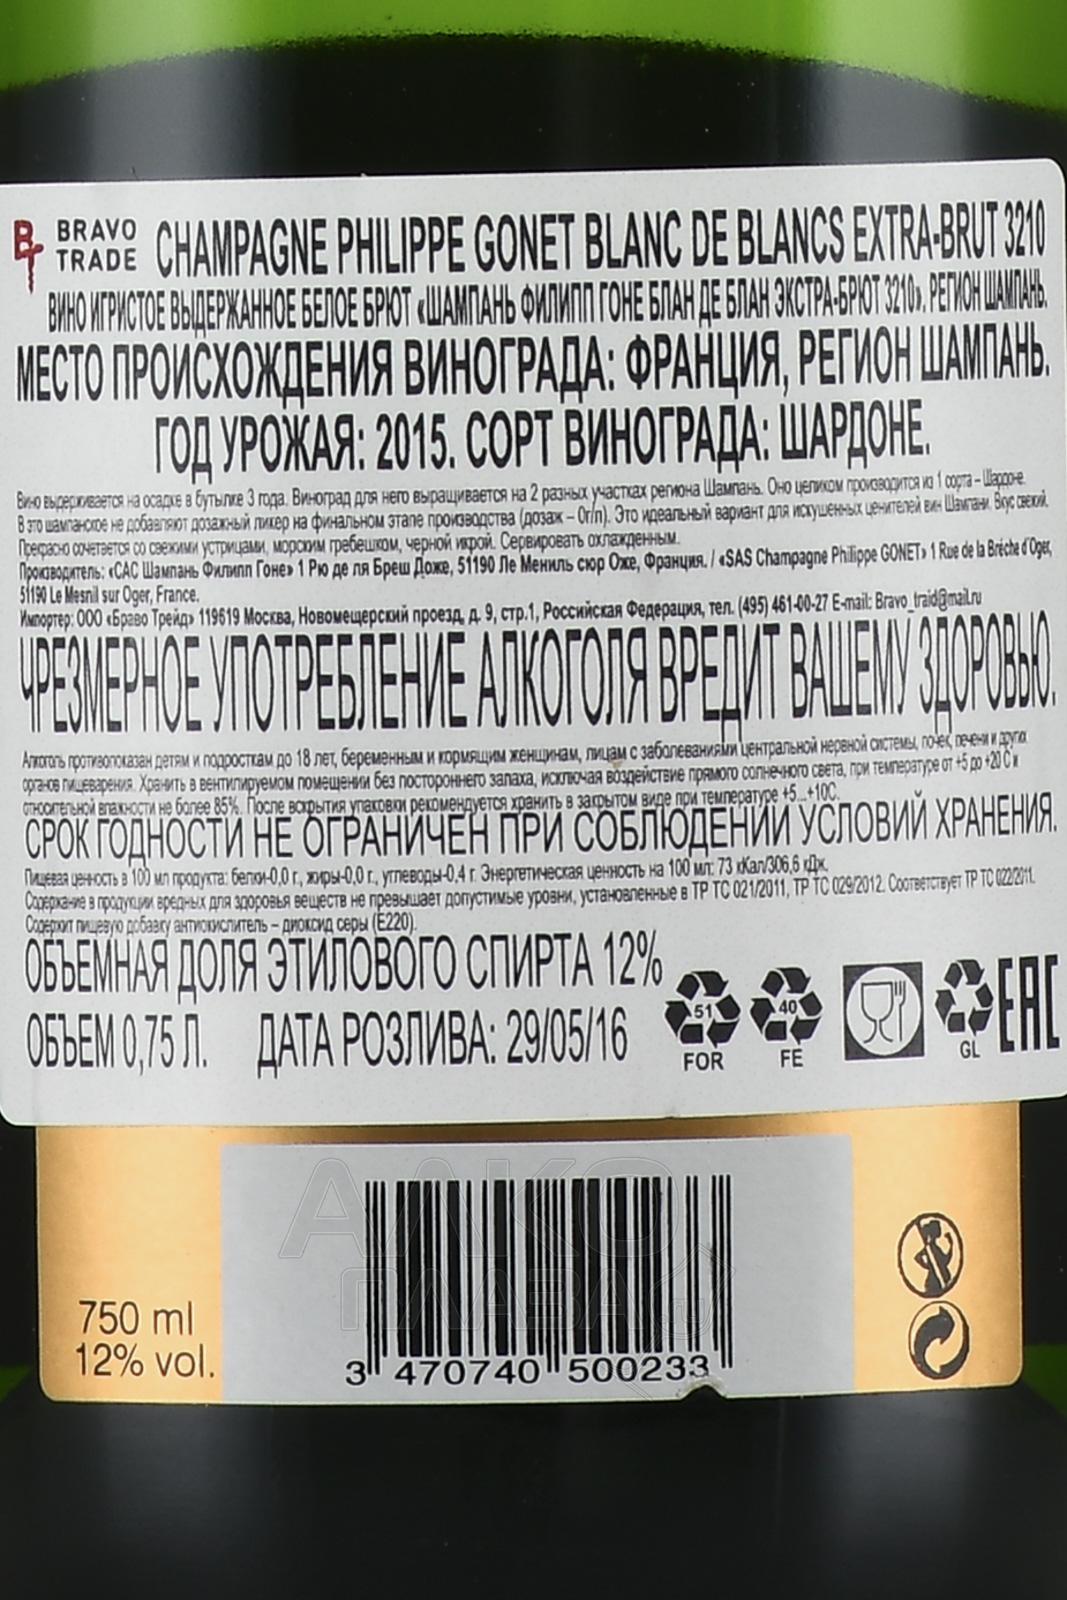 BRAVO TRADE
CHAMPAGNE PHILIPPE GONET BLANC DE BLANCS EXTRA-BRUT 3210
ВИНО ИГРИСТОЕ ВЫДЕРЖАННОЕ БЕЛОЕ БРЮТ «ШАМПАНЬ ФИЛИПП ГОНЕ БЛАН ДЕ БЛАН ЭКСТРА-БРЮТ 3210». РЕГИОН ШАМПАНЬ.
МЕСТО ПРОИСХОЖДЕНИЯ ВИНОГРАДА: ФРАНЦИЯ, РЕГИОН ШАМПАНЬ.
ГОД УРОЖАЯ: 2015. СОРТ ВИНОГРАДА: ШАРДОНЕ.
Вино выдерживается на осадке в бутылке 3 года. Виноград для него выращивается на 2 разных участках региона Шампань. Оно целиком производится из 1 сорта – Шардоне.
В это шампанское не добавляют дозажный ликер на финальном этапе производства (дозаж – 0г/л). Это идеальный вариант для искушенных ценителей вин Шампани. Вкус свежий.
Прекрасно сочетается со свежими устрицами, морским гребешком, черной икрой. Сервировать охлажденным.
Производитель: «САС Шампань Филипп Гоне» 1 Рю де ля Бреш Доже, 51190 Ле Мениль сюр Оже, Франция. / «SAS Champagne Philippe GONET» 1 Rue de la Brèche d'Oger,
51190 Le Mesnil sur Oger, France.
Импортер: ООО «Браво Трейд» 119619 Москва, Новомещерский проезд, д. 9, стр.1, Российская Федерация, тел. (495) 461-00-27 E-mail: Bravo_traid@mail.ru
ЧРЕЗМЕРНОЕ УПОТРЕБЛЕНИЕ АЛКОГОЛЯ ВРЕДИТ ВАШЕМУ ЗДОРОВЬЮ.
Алкоголь противопоказан детям и подросткам до 18 лет, беременным и кормящим женщинам, лицам с заболеваниями центральной нервной системы, почек, печени и других
органов пищеварения. Хранить в вентилируемом помещении без постороннего запаха, исключая воздействие прямого солнечного света, при температуре от +5 до +20 С и
относительной влажности не более 85%. После вскрытия упаковки рекомендуется хранить в закрытом виде при температуре +5...+10С.
СРОК ГОДНОСТИ НЕ ОГРАНИЧЕН ПРИ СОБЛЮДЕНИИ УСЛОВИЙ ХРАНЕНИЯ.
Пищевая ценность в 100 мл продукта: белки-0,0 г., жиры-0,0 г., углеводы-0,4 г. Энергетическая ценность на 100 мл: 73 кКал/306,6 кДж.
Содержание в продукции вредных для здоровья веществ не превышает допустимые уровни, установленные в ТР ТС 021/2011, ТР ТС 029/2012. Соответствует ТР ТС 022/2011.
Содержит пищевую добавку антиокислитель – диоксид серы (Е220).
ОБЪЕМНАЯ ДОЛЯ ЭТИЛОВОГО СПИРТА 12%
ОБЪЕМ 0,75 Л. ДАТА РОЗЛИВА: 29/05/16
51 FOR
40 FE
GL
EAC
АЛКО
ГЛАВА.ru
750 ml
12% vol.
3 470740 500233